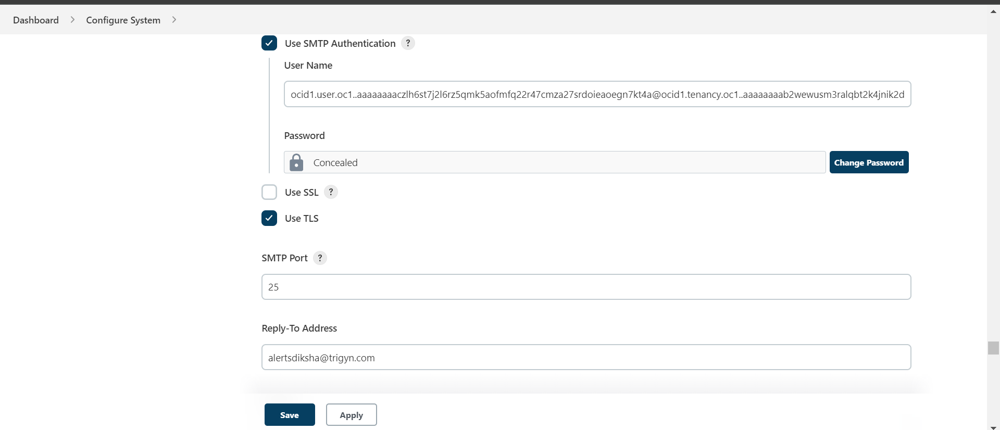 Dashboard > Configure System >
Use SMTP Authentication ?
User Name
ocid1.user.oc1..aaaaaaaaczlh6st7j2l6rz5qmk5aofmfq22r47cmza27srdoieaoegn7kt4a@ocid1.tenancy.oc1..aaaaaaaab2wewusm3ralqbt2k4jnik2d
Password
Concealed
Change Password
Use SSL ?
Use TLS
SMTP Port ?
25
Reply-To Address
alertsdiksha@trigyn.com
Save
Apply